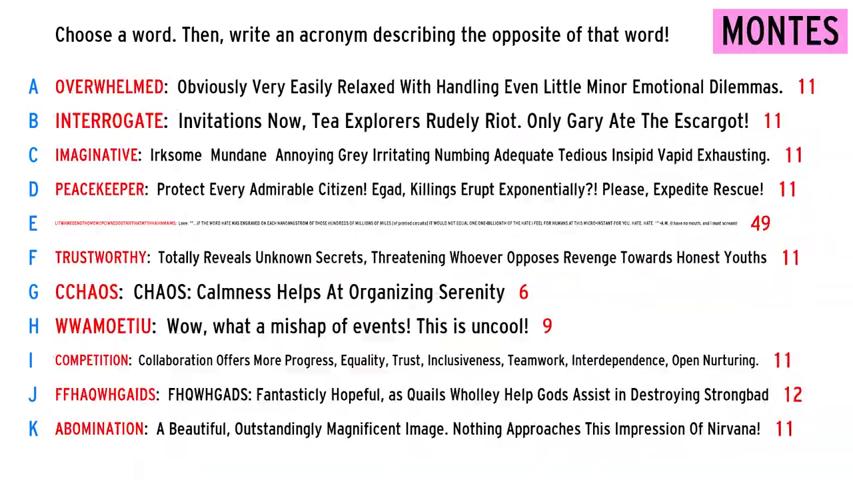 Choose a word. Then, write an acronym describing the opposite of that word!
MONTES
A OVERWHELMED: Obviously Very Easily Relaxed With Handling Even Little Minor Emotional Dilemmas. 11
B INTERROGATE: Invitations Now, Tea Explorers Rudely Riot. Only Gary Ate The Escargot! 11
C IMAGINATIVE: Irksome Mundane Annoying Grey Irritating Numbing Adequate Tedious Insipid Vapid Exhausting. 11
D PEACEKEEPER: Protect Every Admirable Citizen! Egad, Killings Erupt Exponentially?! Please, Expedite Rescue! 11
E Love: "...IF THE WORD HATE WAS ENGRAVED ON EACH NANOANGSTROM OF THOSE HUNDREDS OF MILLIONS OF MILES (of printed circuits) IT WOULD NOT EQUAL ONE ONE-BILLIONTH OF THE HATE I FEEL FOR HUMANS AT THIS MICRO-INSTANT FOR YOU. HATE. HATE. 49
F TRUSTWORTHY: Totally Reveals Unknown Secrets, Threatening Whoever Opposes Revenge Towards Honest Youths 11
G CCHAOS: CHAOS: Calmness Helps At Organizing Serenity 6
H WWAMOETIU: Wow, what a mishap of events! This is uncool! 9
I COMPETITION: Collaboration Offers More Progress, Equality, Trust, Inclusiveness, Teamwork, Interdependence, Open Nurturing. 11
J FFHAQWHGAIDS: FHQWHGADS: Fantasticly Hopeful, as Quails Wholley Help Gods Assist in Destroying Strongbad 12
K ABOMINATION: A Beautiful, Outstandingly Magnificent Image. Nothing Approaches This Impression Of Nirvana! 11